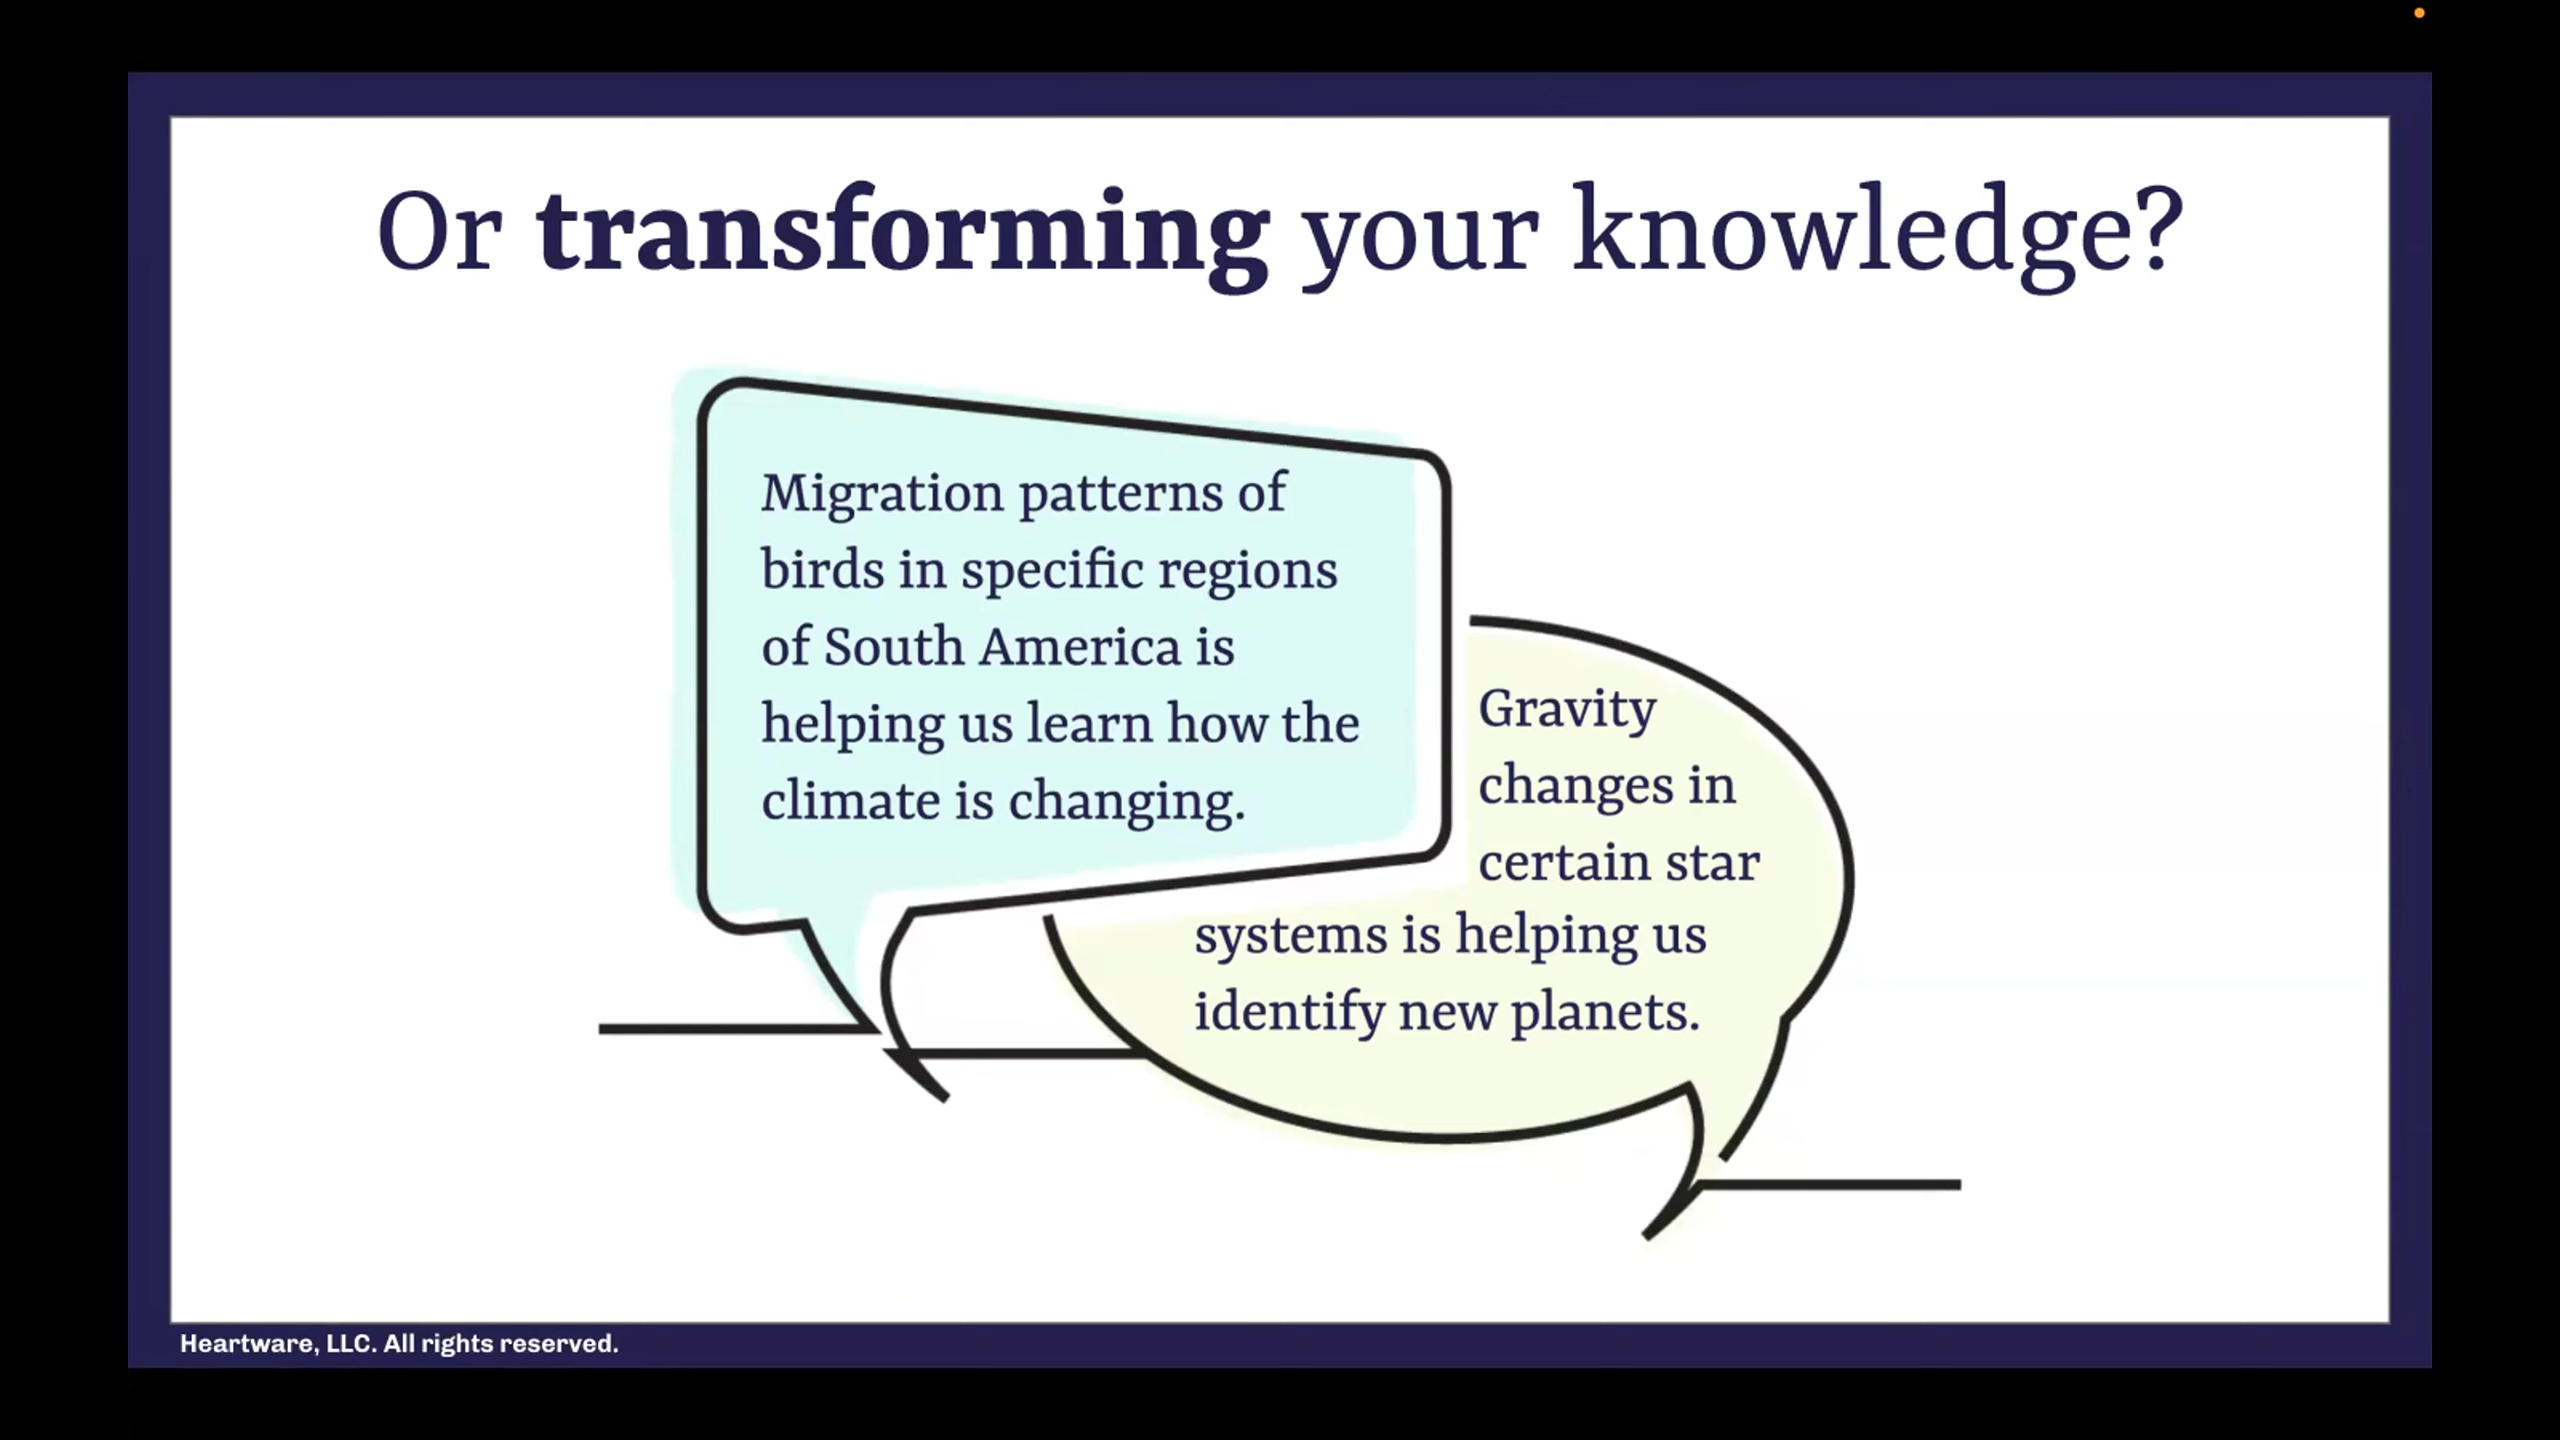 Or transforming your knowledge?
Migration patterns of
birds in specific regions
of South America is
helping us learn how the
climate is changing.
Gravity
changes in
certain star
systems is helping us
identify new planets.
Heartware, LLC. All rights reserved.